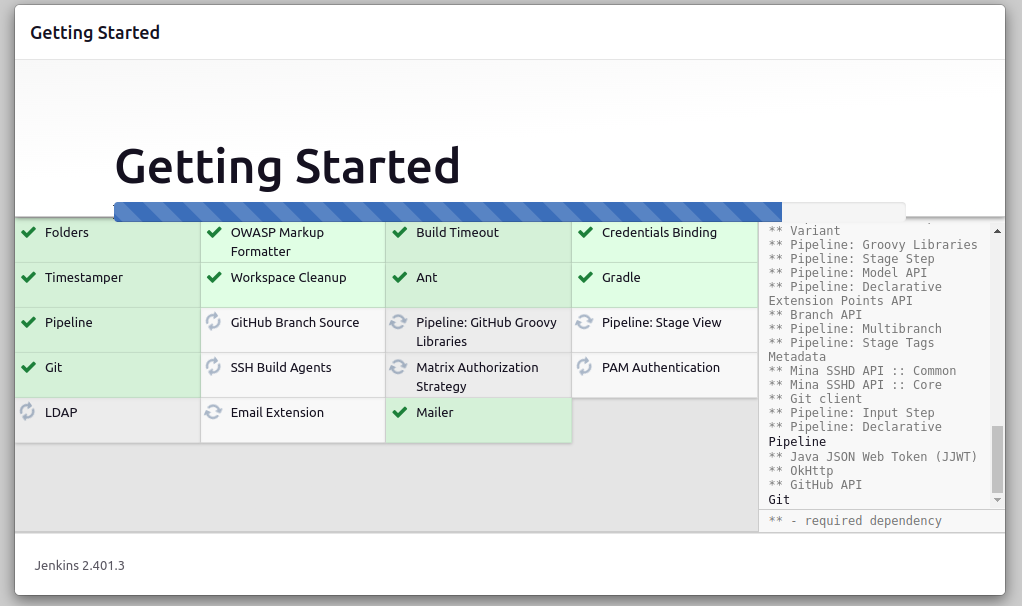 Getting Started
Getting Started
Folders
OWASP Markup
Formatter
Build Timeout
Credentials Binding
Timestamper
Workspace Cleanup
Ant
Gradle
Pipeline
GitHub Branch Source
Pipeline: GitHub Groovy
Libraries
Pipeline: Stage View
Git
SSH Build Agents
Matrix Authorization
Strategy
PAM Authentication
LDAP
Email Extension
Mailer
** Variant
** Pipeline: Groovy Libraries
** Pipeline: Stage Step
** Pipeline: Model API
** Pipeline: Declarative
Extension Points API
** Branch API
** Pipeline: Multibranch
** Pipeline: Stage Tags
Metadata
** Mina SSHD API :: Common
** Mina SSHD API :: Core
** Git client
** Pipeline: Input Step
** Pipeline: Declarative
Pipeline
** Java JSON Web Token (JJWT)
** OkHttp
** GitHub API
Git
** - required dependency
Jenkins 2.401.3